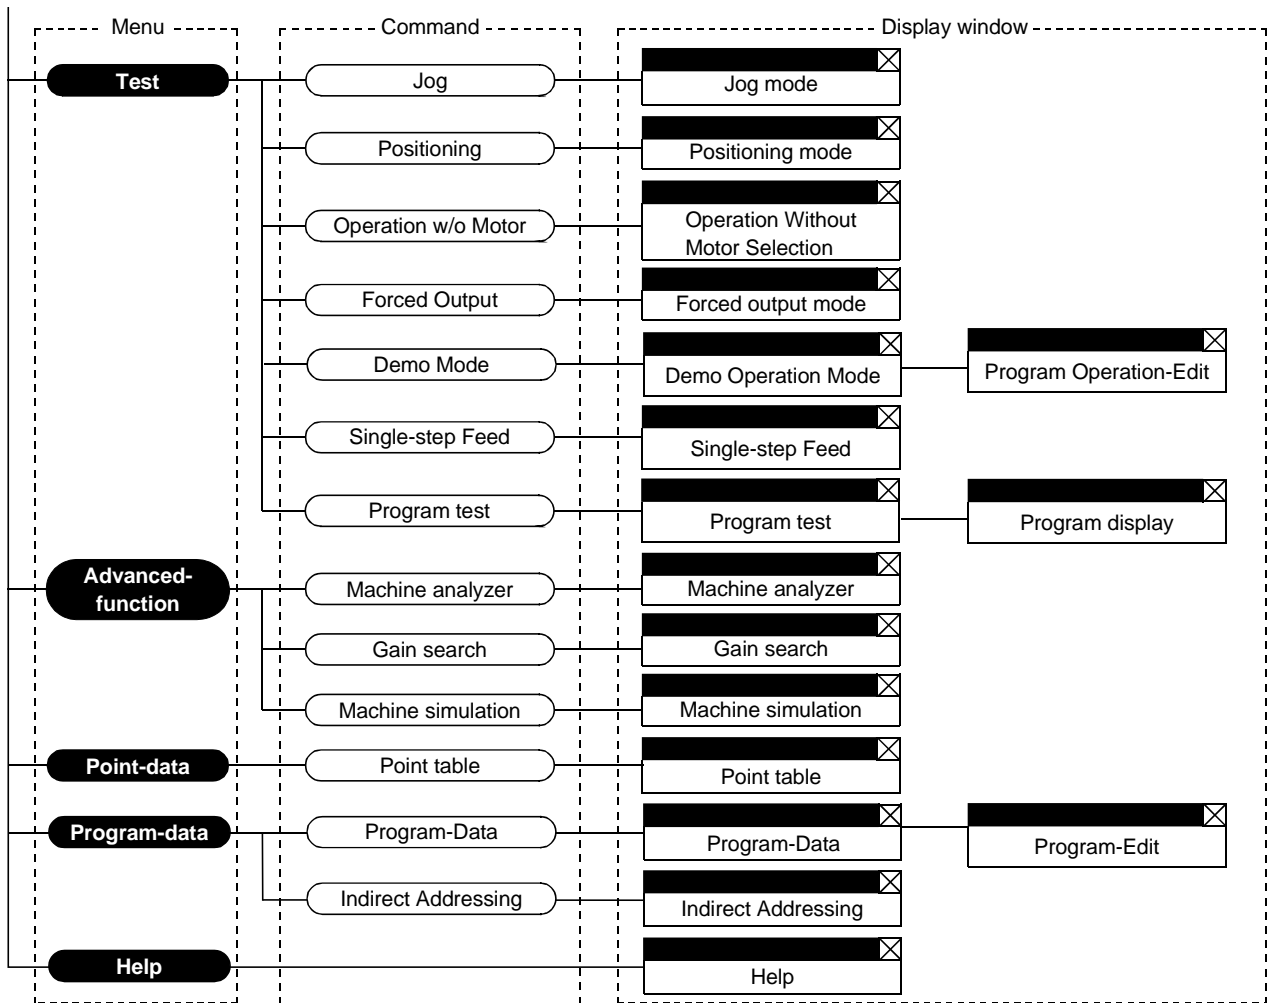 Menu
Command
Display window
Test
Jog
Jog mode
Positioning
Positioning mode
Operation w/o Motor
Operation Without
Motor Selection
Forced Output
Forced output mode
Demo Mode
Demo Operation Mode
Program Operation-Edit
Single-step Feed
Single-step Feed
Program test
Program test
Program display
Advanced-
function
Machine analyzer
Machine analyzer
Gain search
Gain search
Machine simulation
Machine simulation
Point-data
Point table
Point table
Program-data
Program-Data
Program-Data
Program-Edit
Indirect Addressing
Indirect Addressing
Help
Help